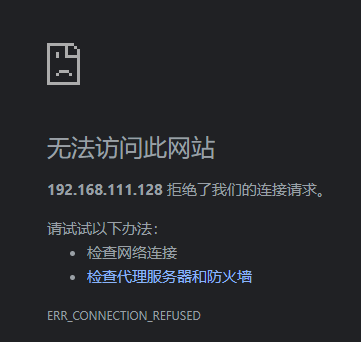 无法访问此网站
192.168.111.128 拒绝了我们的连接请求。
请试试以下办法：
• 检查网络连接
• 检查代理服务器和防火墙
ERR_CONNECTION_REFUSED